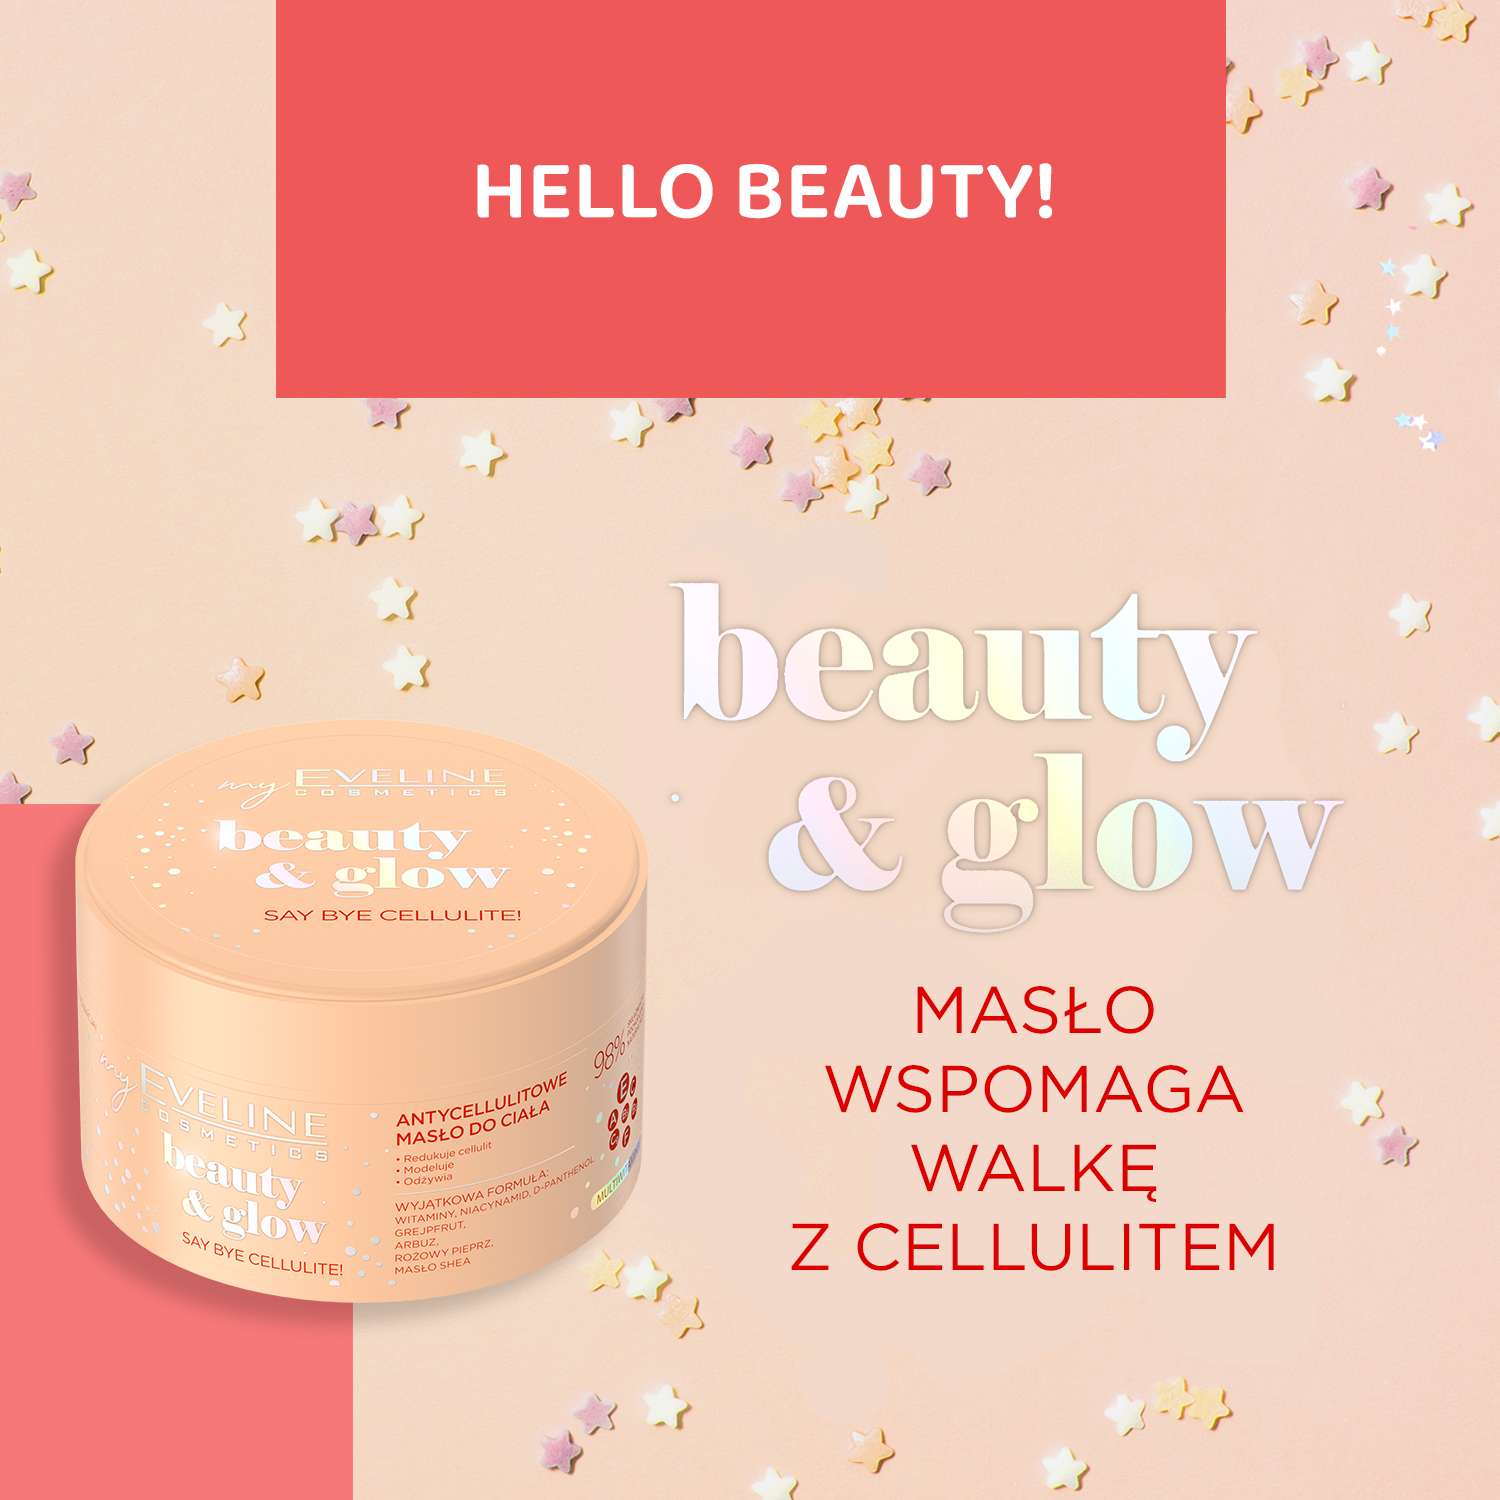 HELLO BEAUTY!
beauty
& glow
MASŁO
WSPOMAGA
WALKĘ
Z CELLULITEM
my EVELINE
COSMETICS
beauty
& glow
SAY BYE CELLULITE!
my EVELINE
COSMETICS
beauty
& glow
SAY BYE CELLULITE!
ANTYCELLULITOWE
MASŁO DO CIAŁA
• Redukuje cellulit
• Modeluje
• Odżywia
WYJĄTKOWA FORMUŁA:
WITAMINY, NIACYNAMID, D-PANTHENOL
GREJPFRUT,
ARBUZ,
RÓŻOWY PIEPRZ,
MASŁO SHEA
98%